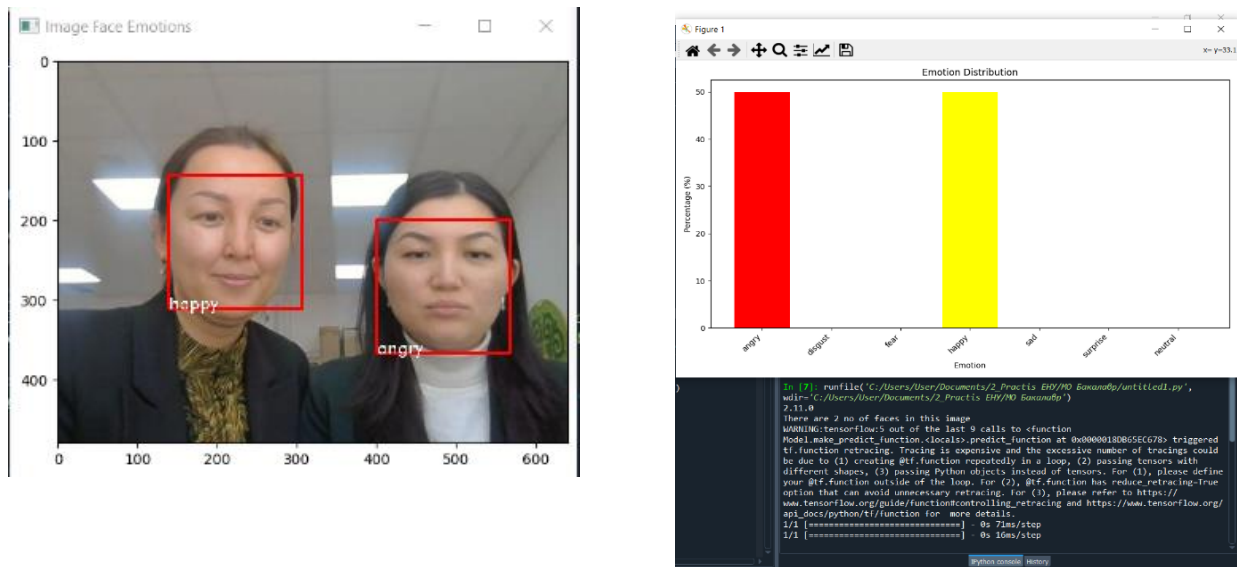 Image Face Emotions
0
100
200
300
400
0 100 200 300 400 500 600
happy
angry
Figure 1
x= y=33.1
Emotion Distribution
Percentage (%)
50
40
30
20
10
0
angry disgust fear happy sad surprise neutral
Emotion
In [7]: runfile('C:/Users/User/Documents/2_Practis ЕНУ/МО Бакалавр/untitled1.py',
wdir='C:/Users/User/Documents/2_Practis ЕНУ/МО Бакалавр')
2.11.0
There are 2 no of faces in this image
WARNING:tensorflow:5 out of the last 9 calls to <function
Model.make_predict_function.<locals>.predict_function at 0x0000018DB65EC678> triggered
tf.function retracing. Tracing is expensive and the excessive number of tracings could
be due to (1) creating @tf.function repeatedly in a loop, (2) passing tensors with
different shapes, (3) passing Python objects instead of tensors. For (1), please define
your @tf.function outside of the loop. For (2), @tf.function has reduce_retracing=True
option that can avoid unnecessary retracing. For (3), please refer to https://
www.tensorflow.org/guide/function#controlling_retracing and https://www.tensorflow.org/
api_docs/python/tf/function for more details.
1/1 [==============================] - 0s 71ms/step
1/1 [==============================] - 0s 16ms/step
IPython console History